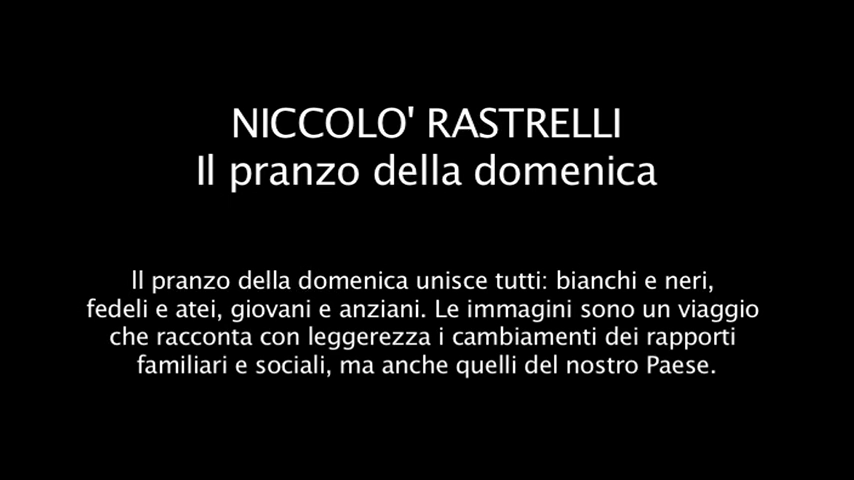 NICCOLO' RASTRELLI
Il pranzo della domenica
Il pranzo della domenica unisce tutti: bianchi e neri,
fedeli e atei, giovani e anziani. Le immagini sono un viaggio
che racconta con leggerezza i cambiamenti dei rapporti
familiari e sociali, ma anche quelli del nostro Paese.